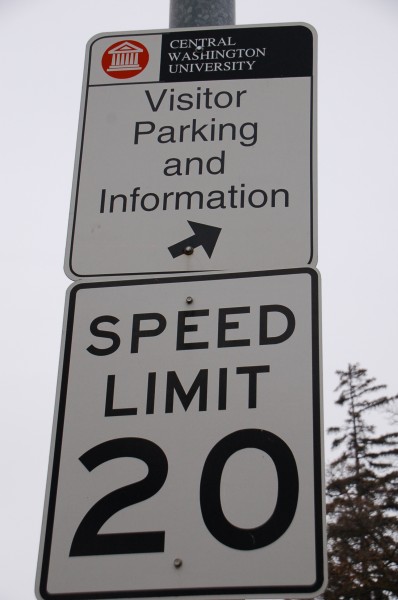 CENTRAL
WASHINGTON
UNIVERSITY
Visitor
Parking
and
Information
SPEED
LIMIT
20